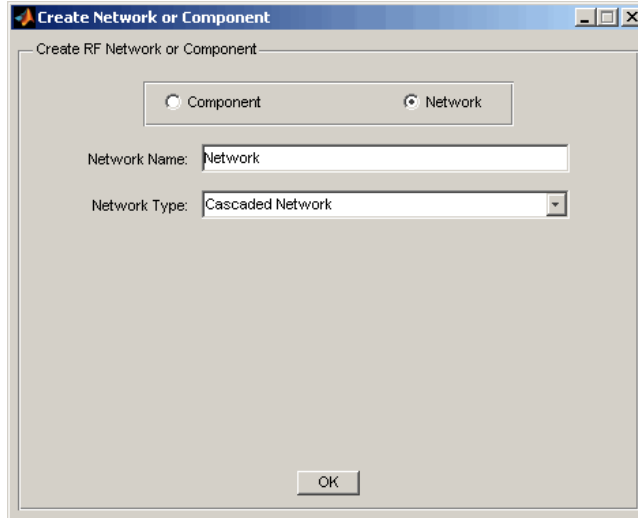 Create Network or Component
Create RF Network or Component
Component
Network
Network Name: Network
Network Type: Cascaded Network
OK